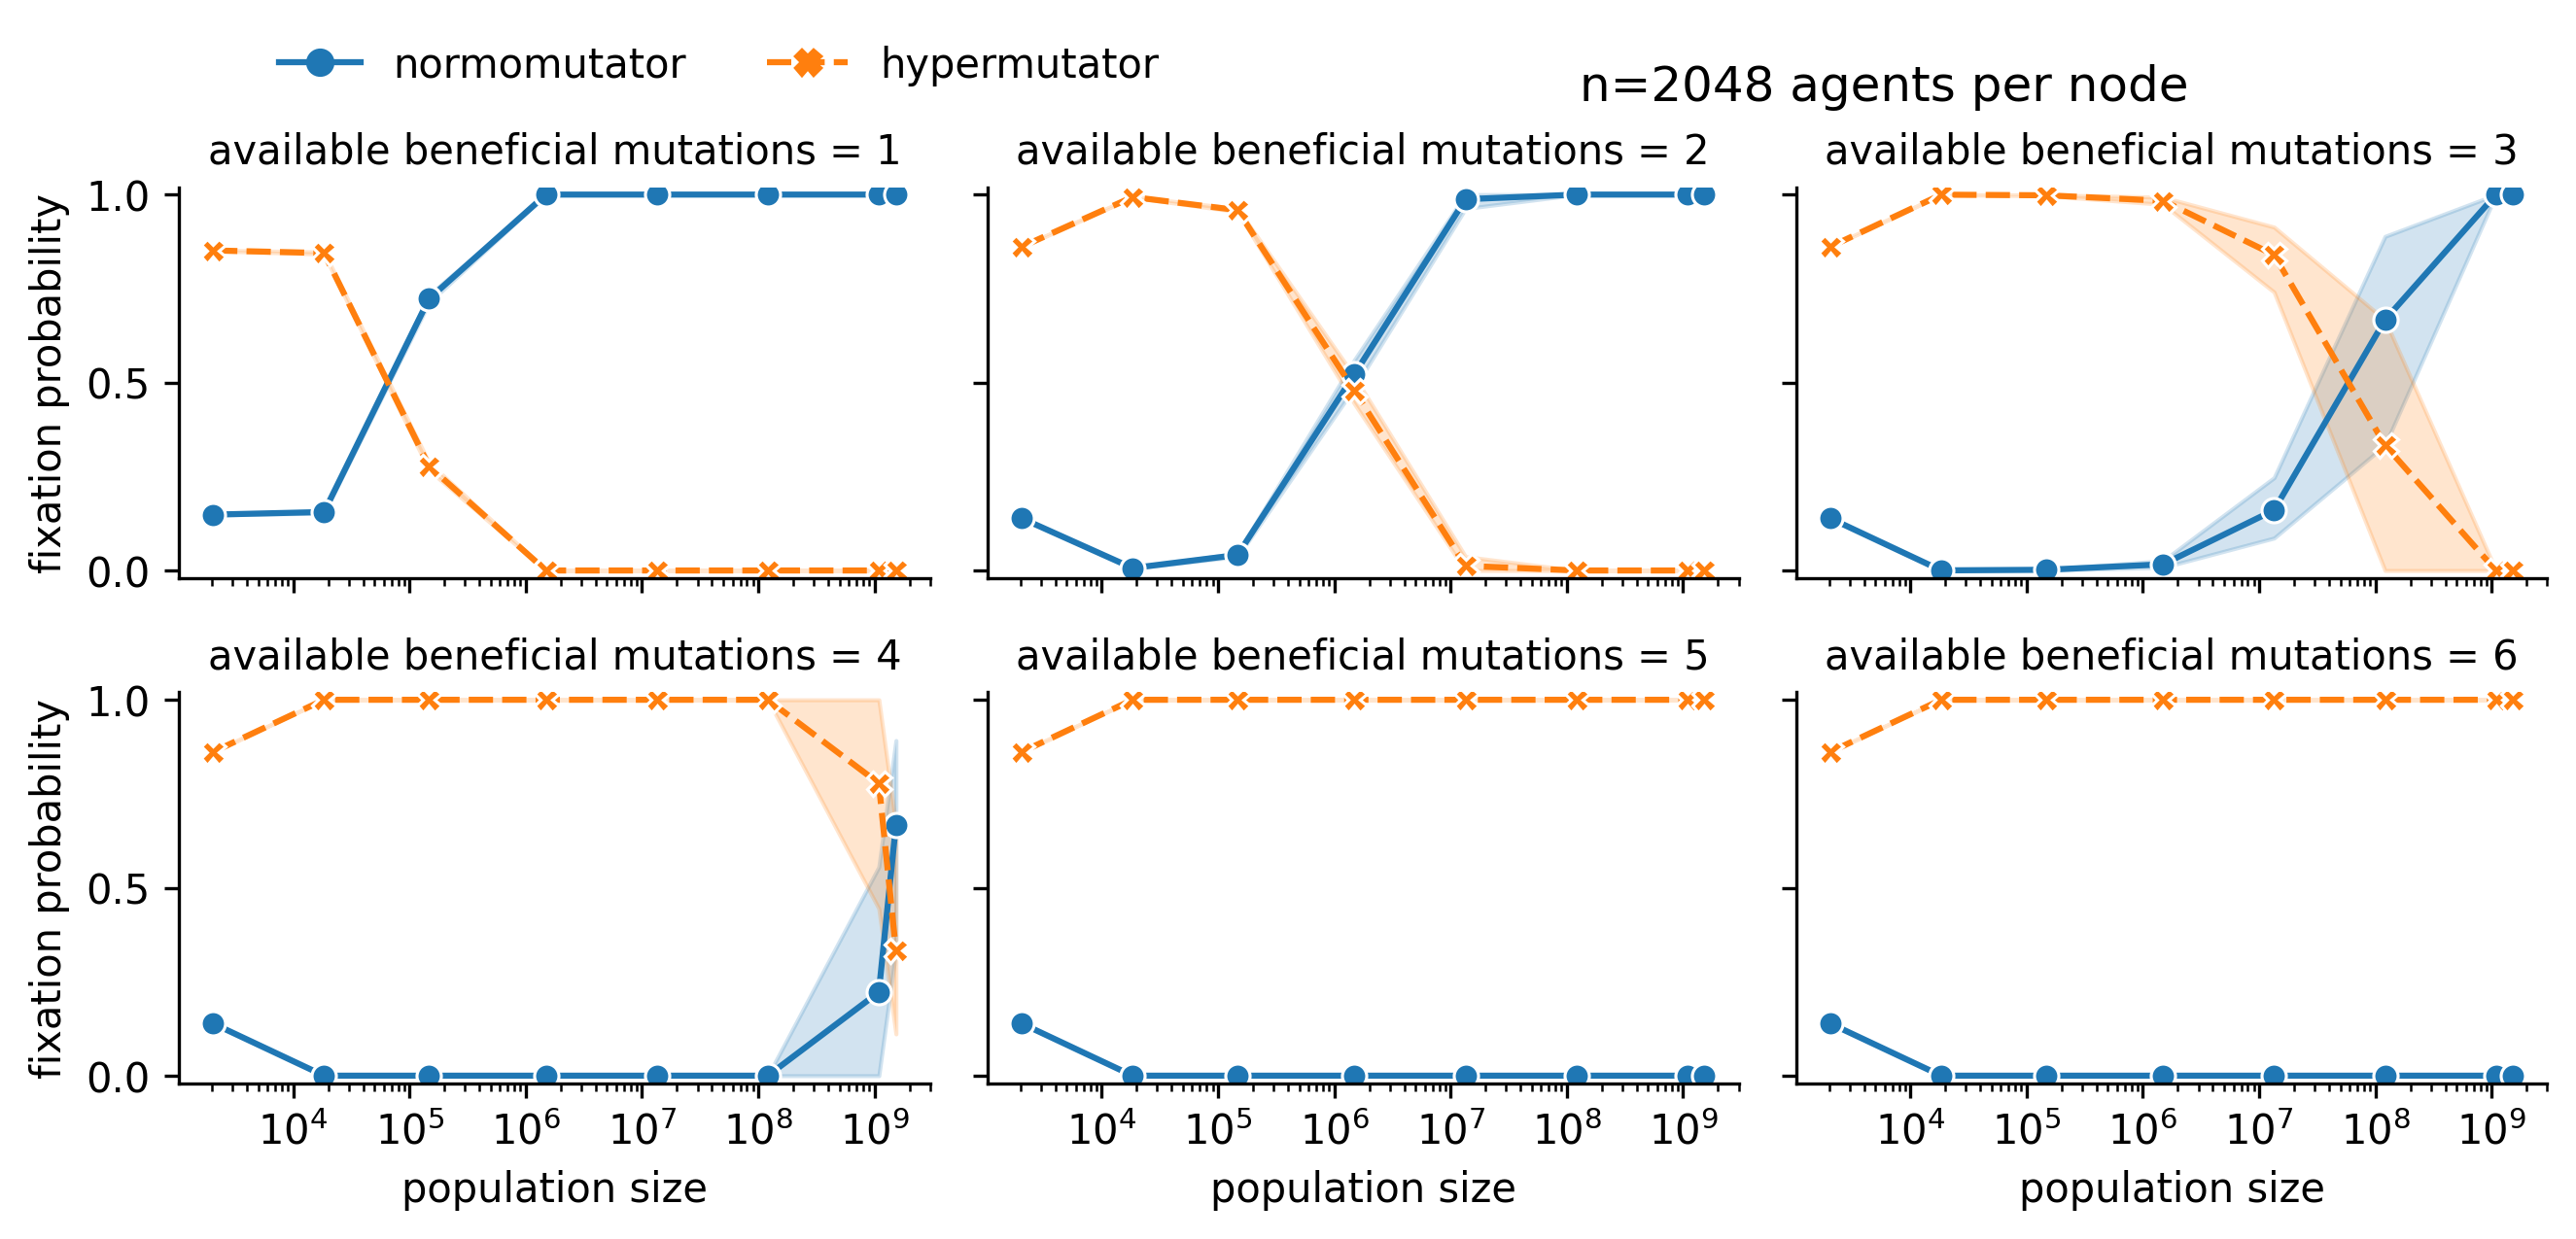 normomutator hypermutator
n=2048 agents per node
available beneficial mutations = 1 available beneficial mutations = 2 available beneficial mutations = 3
fixation probability
1.0
0.5
0.0
available beneficial mutations = 4 available beneficial mutations = 5 available beneficial mutations = 6
fixation probability
1.0
0.5
0.0
10⁴ 10⁵ 10⁶ 10⁷ 10⁸ 10⁹ 10⁴ 10⁵ 10⁶ 10⁷ 10⁸ 10⁹ 10⁴ 10⁵ 10⁶ 10⁷ 10⁸ 10⁹
population size population size population size